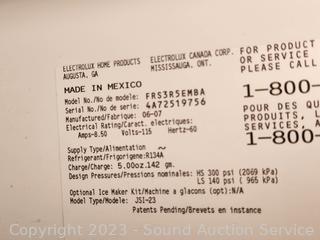 ELECTROLUX HOME PRODUCTS ELECTROLUX CANADA CORP.
AUGUSTA, GA MISSISSAUGA, ONT.
FOR PRODUCT
OR SERVICE
PLEASE CALL
1-800-
MADE IN MEXICO
Model No./No de modele: FRS3R5EMBA
Serial No./No de serie: 4A72519756
Manufactured/Fabrique: 06-07
Electrical Rating/Caract. electriques:
Amps-8.50 Volts-115 Hertz-60
POUR DES QU
PRODUITS, L
SERVICES, A
1-800-
Supply Type/Alimentation ~
Refrigerant/Frigorigene:R134A
Charge/Charge: 5.00oz.142 gm.
Design Pressures/Pressions nominales: HS 300 psi (2069 kPa)
LS 140 psi ( 965 kPa)
Optional Ice Maker Kit/Machine a glacons (opt):N/A
Model Type/Modele: JSI-23
Patents Pending/Brevets en instance
Copyright 2023 - Studio Auction Service